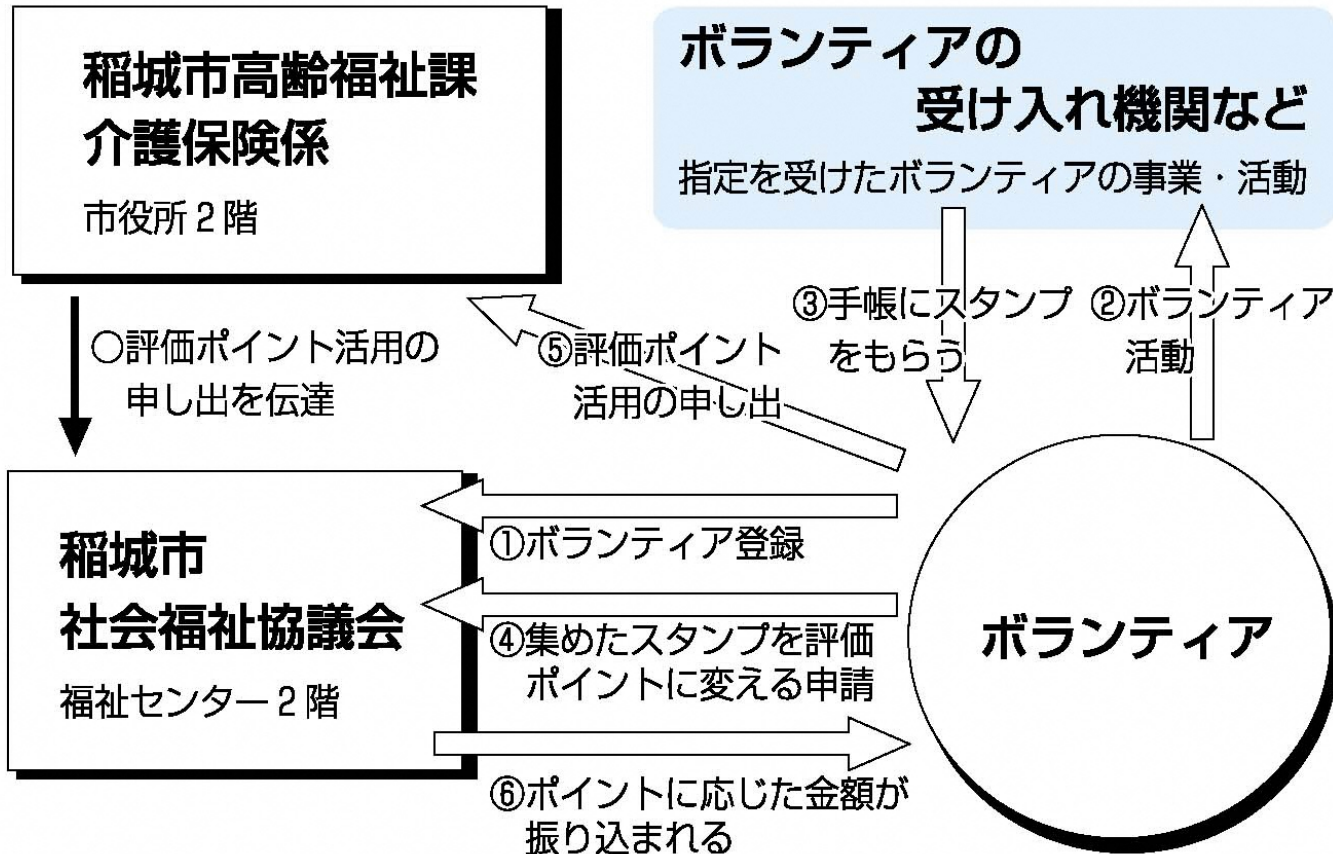 稲城市高齢福祉課
介護保険係
市役所2階
ボランティアの
受け入れ機関など
指定を受けたボランティアの事業・活動
○評価ポイント活用の
申し出を伝達
⑤評価ポイント
活用の申し出
③手帳にスタンプ
をもらう
②ボランティア
活動
稲城市
社会福祉協議会
福祉センター2階
①ボランティア登録
④集めたスタンプを評価
ポイントに変える申請
⑥ポイントに応じた金額が
振り込まれる
ボランティア